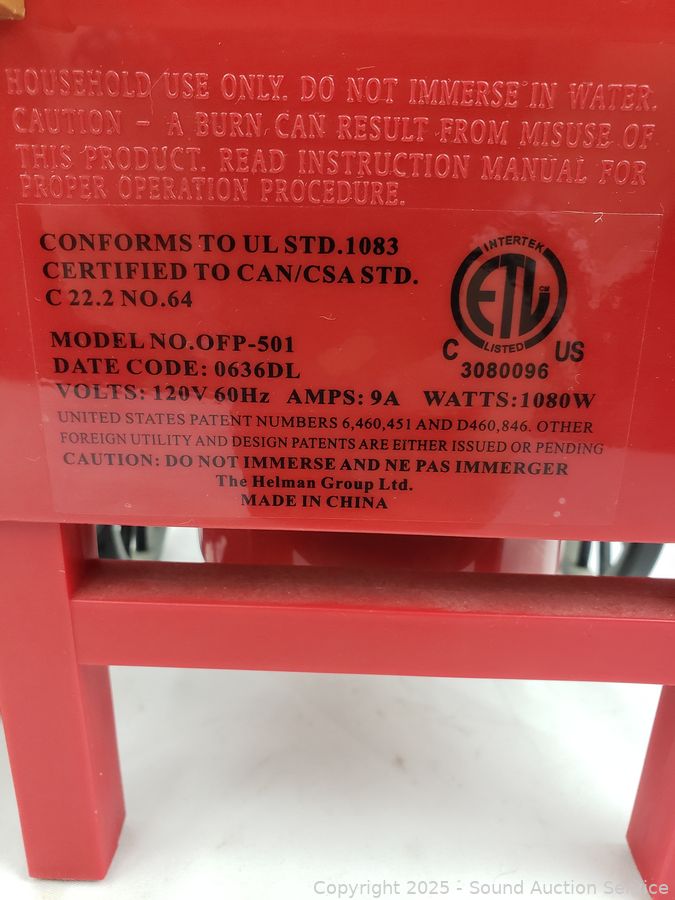 HOUSEHOLD USE ONLY. DO NOT IMMERSE IN WATER.
CAUTION – A BURN CAN RESULT FROM MISUSE OF
THIS PRODUCT. READ INSTRUCTION MANUAL FOR
PROPER OPERATION PROCEDURE.
CONFORMS TO UL STD.1083
CERTIFIED TO CAN/CSA STD.
C 22.2 NO.64
INTERTEK
ETL CM
LISTED
C US
3080096
MODEL NO.OFP-501
DATE CODE: 0636DL
VOLTS: 120V 60Hz AMPS: 9A WATTS:1080W
UNITED STATES PATENT NUMBERS 6,460,451 AND D460,846. OTHER
FOREIGN UTILITY AND DESIGN PATENTS ARE EITHER ISSUED OR PENDING
CAUTION: DO NOT IMMERSE AND NE PAS IMMERGER
The Helman Group Ltd.
MADE IN CHINA
Copyright 2025 - Sound Auction Service